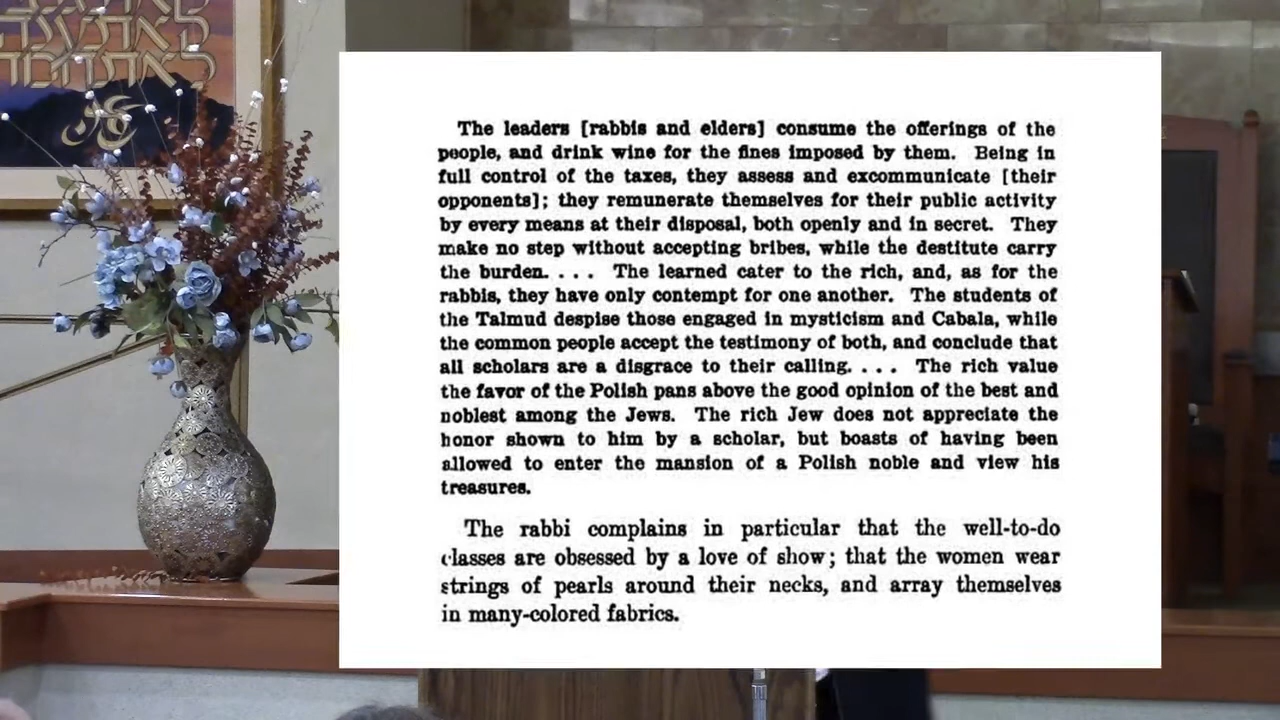 The leaders [rabbis and elders] consume the offerings of the
people, and drink wine for the fines imposed by them. Being in
full control of the taxes, they assess and excommunicate [their
opponents]; they remunerate themselves for their public activity
by every means at their disposal, both openly and in secret. They
make no step without accepting bribes, while the destitute carry
the burden. . . . The learned cater to the rich, and, as for the
rabbis, they have only contempt for one another. The students of
the Talmud despise those engaged in mysticism and Cabala, while
the common people accept the testimony of both, and conclude that
all scholars are a disgrace to their calling. . . . The rich value
the favor of the Polish pans above the good opinion of the best and
noblest among the Jews. The rich Jew does not appreciate the
honor shown to him by a scholar, but boasts of having been
allowed to enter the mansion of a Polish noble and view his
treasures.
The rabbi complains in particular that the well-to-do
classes are obsessed by a love of show; that the women wear
strings of pearls around their necks, and array themselves
in many-colored fabrics.